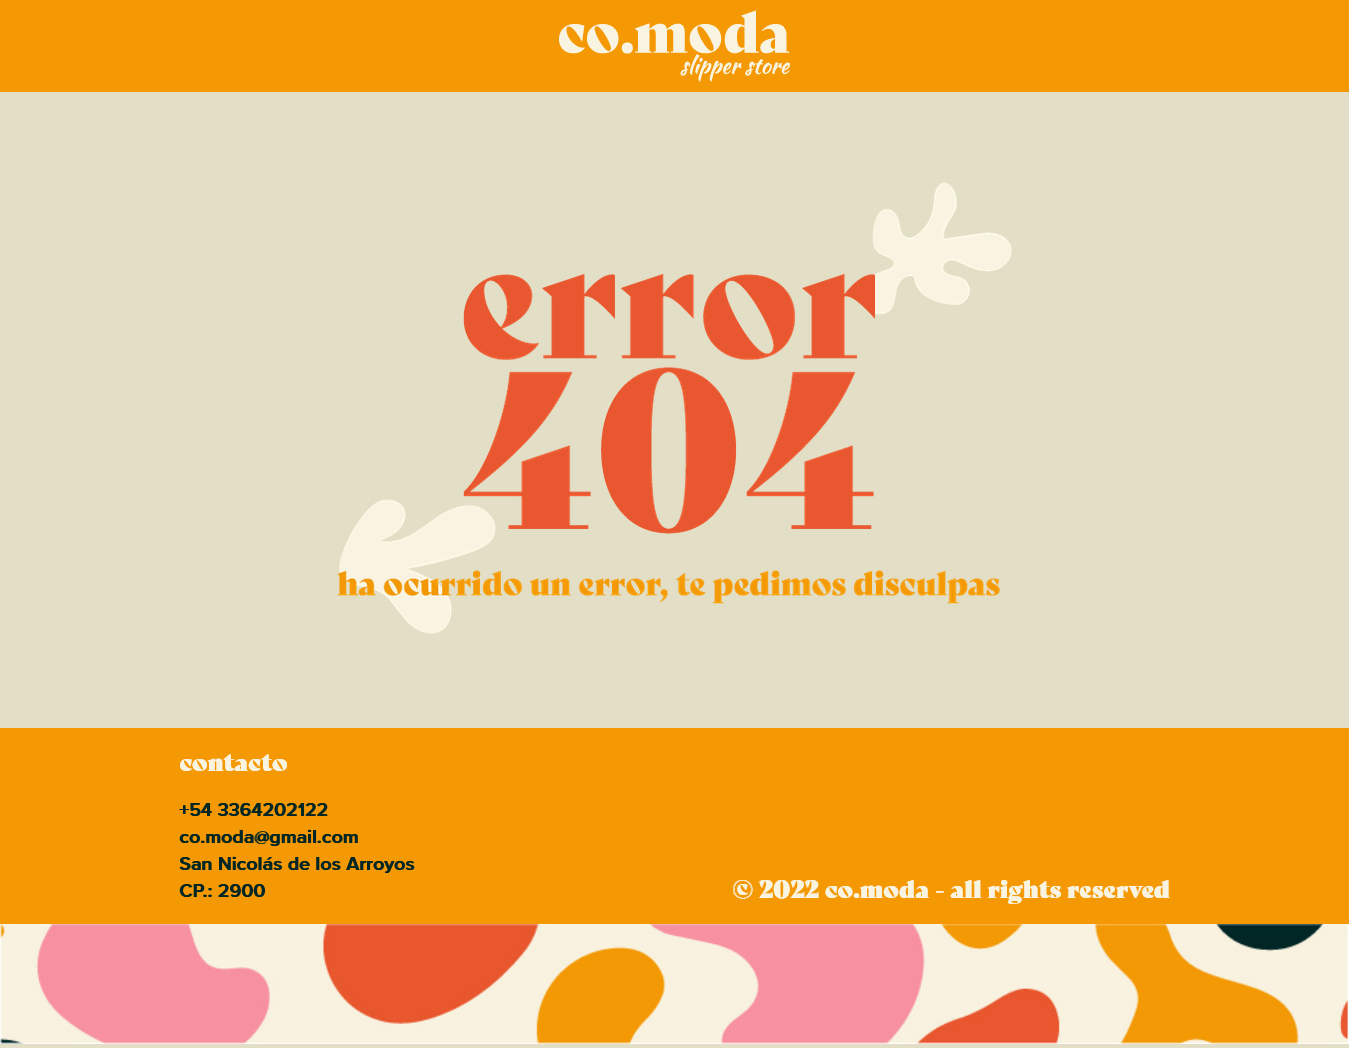 co.moda
slipper store
error
404
ha ocurrido un error, te pedimos disculpas
contacto
+54 3364202122
co.moda@gmail.com
San Nicolás de los Arroyos
CP.: 2900
© 2022 co.moda - all rights reserved